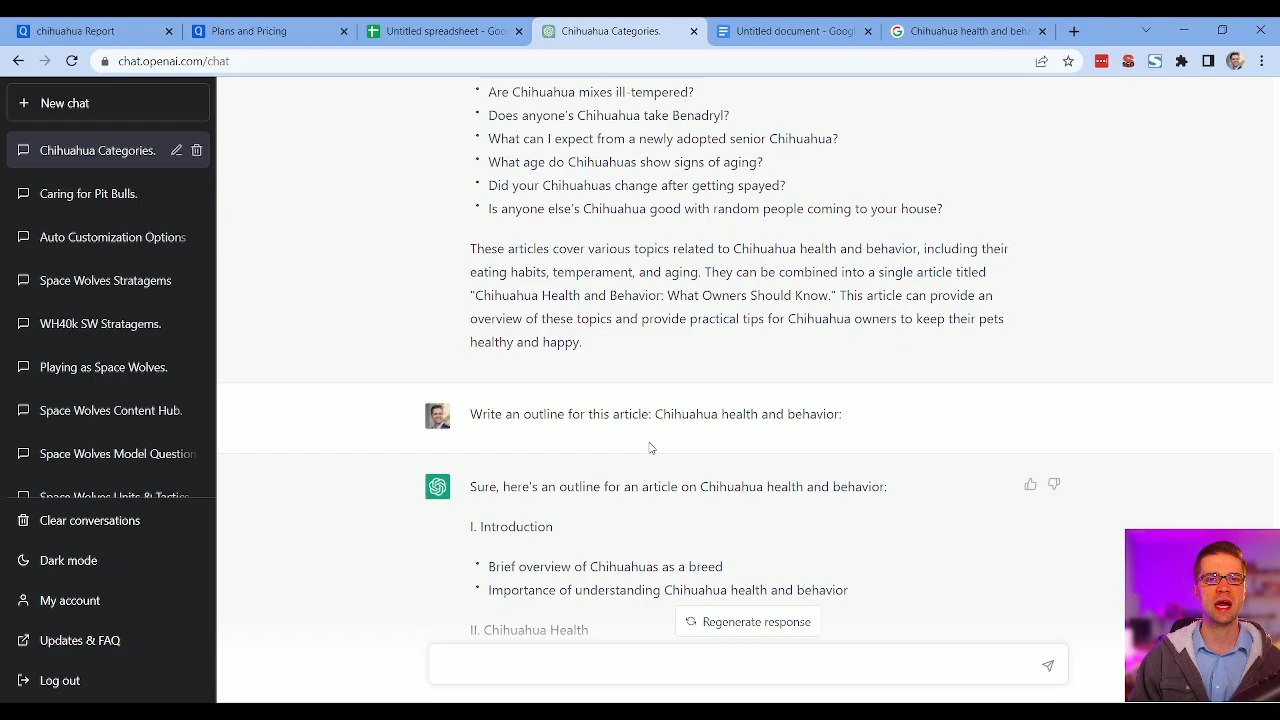 chihuahua Report
Plans and Pricing
Untitled spreadsheet - Googl
Chihuahua Categories.
Untitled document - Googl
Chihuahua health and beha
chat.openai.com/chat
New chat
Chihuahua Categories.
Caring for Pit Bulls.
Auto Customization Options
Space Wolves Stratagems
WH40k SW Stratagems.
Playing as Space Wolves.
Space Wolves Content Hub.
Space Wolves Model Question
Space Wolves Units & Tactics
Clear conversations
Dark mode
My account
Updates & FAQ
Log out
• Are Chihuahua mixes ill-tempered?
• Does anyone's Chihuahua take Benadryl?
• What can I expect from a newly adopted senior Chihuahua?
• What age do Chihuahuas show signs of aging?
• Did your Chihuahuas change after getting spayed?
• Is anyone else's Chihuahua good with random people coming to your house?
These articles cover various topics related to Chihuahua health and behavior, including their
eating habits, temperament, and aging. They can be combined into a single article titled
"Chihuahua Health and Behavior: What Owners Should Know." This article can provide an
overview of these topics and provide practical tips for Chihuahua owners to keep their pets
healthy and happy.
Write an outline for this article: Chihuahua health and behavior:
Sure, here's an outline for an article on Chihuahua health and behavior:
I. Introduction
• Brief overview of Chihuahuas as a breed
• Importance of understanding Chihuahua health and behavior
II. Chihuahua Health
Regenerate response